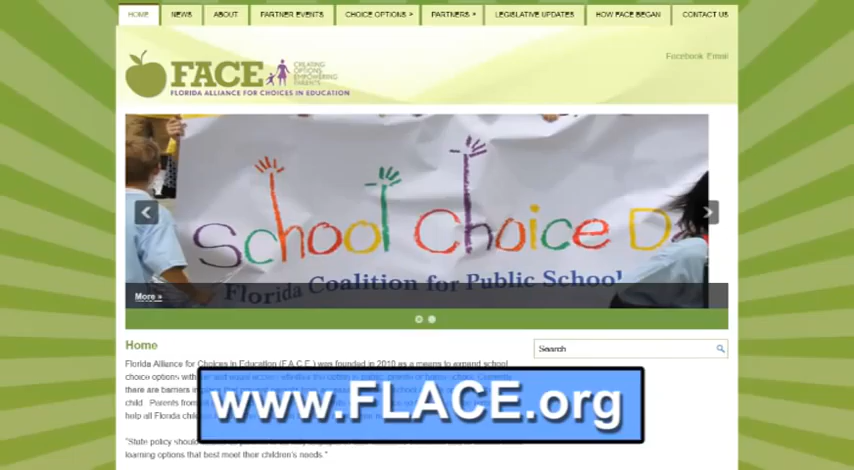 HOME NEWS ABOUT PARTNER EVENTS CHOICE OPTIONS » PARTNERS » LEGISLATIVE UPDATES HOW FACE BEGAN CONTACT US
Facebook Email
FACE
CREATING
OPTIONS
EMPOWERING
PARENTS
FLORIDA ALLIANCE FOR CHOICES IN EDUCATION
School Choice D
Florida Coalition for Public School
More »
Home
Search
Florida Alliance for Choices in Education (F.A.C.E.) was founded in 2010 as a means to expand school
choice options
there are barriers
child. Parents
help all Florida
www.FLACE.org
"State policy
learning options that best meet their children's needs."